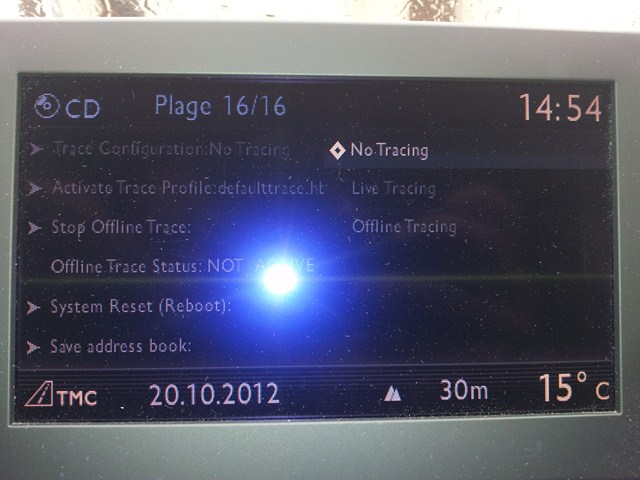 CD Plage 16/16 14:54
Trace Configuration:No Tracing No Tracing
Activate Trace Profile:defaulttrace.ht Live Tracing
Stop Offline Trace: Offline Tracing
Offline Trace Status: NOT ACTIVE
System Reset (Reboot):
Save address book:
TMC 20.10.2012 30m 15° C